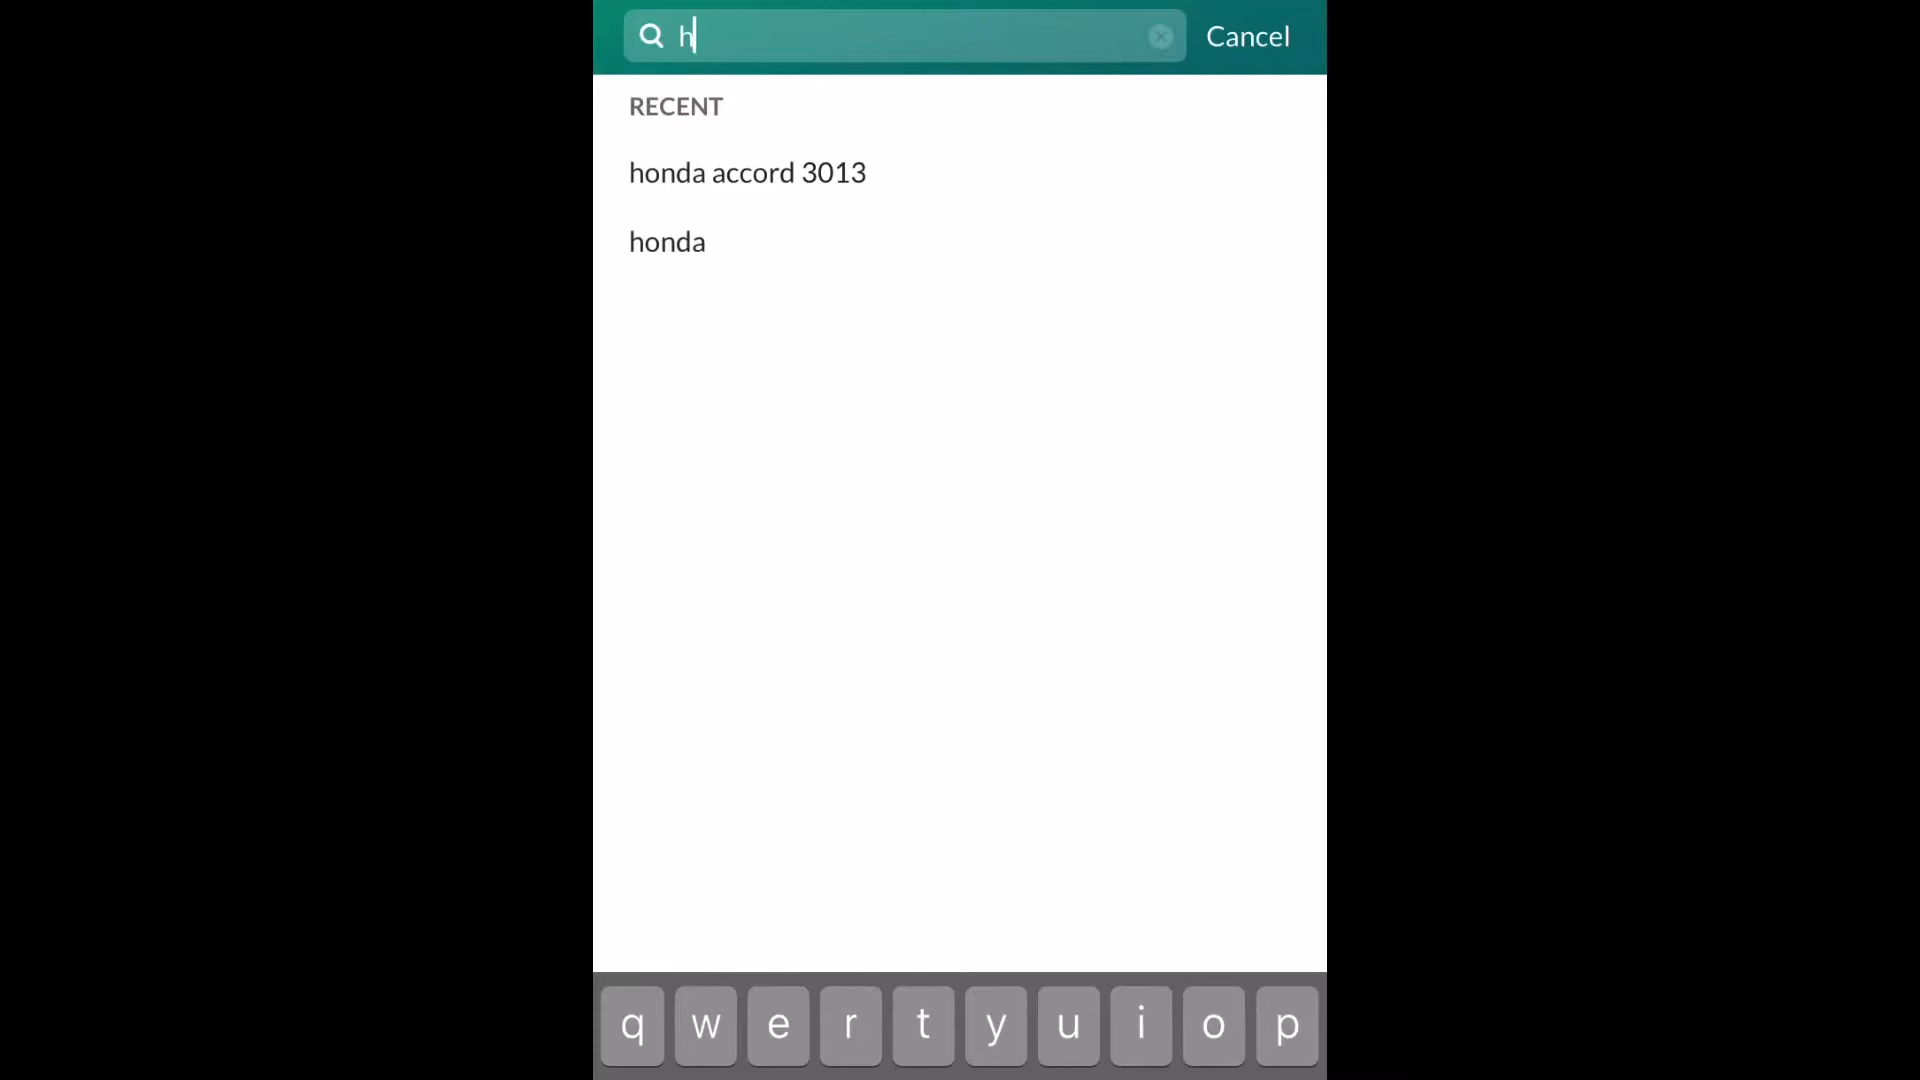 h
Cancel
RECENT
honda accord 3013
honda
q w e r t y u i o p